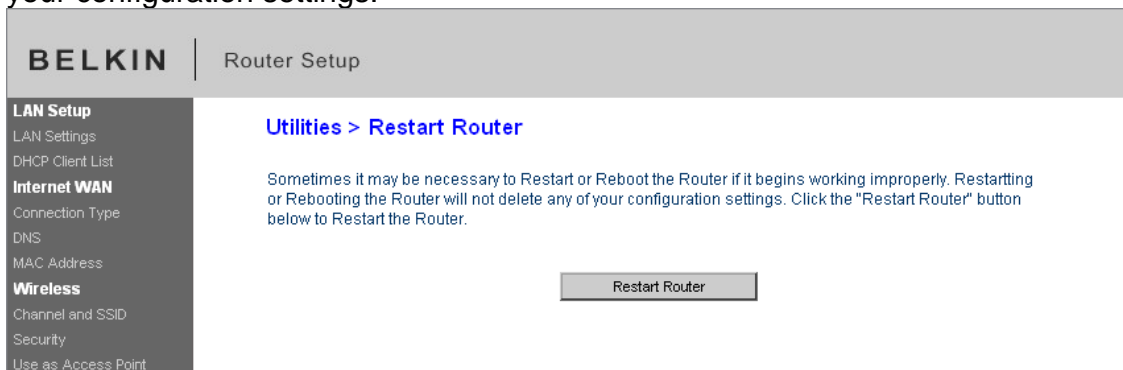 your configuration settings.
BELKIN
Router Setup
LAN Setup
LAN Settings
DHCP Client List
Internet WAN
Connection Type
DNS
MAC Address
Wireless
Channel and SSID
Security
Use as Access Point
Utilities > Restart Router
Sometimes it may be necessary to Restart or Reboot the Router if it begins working improperly. Restartting
or Rebooting the Router will not delete any of your configuration settings. Click the "Restart Router" button
below to Restart the Router.
Restart Router